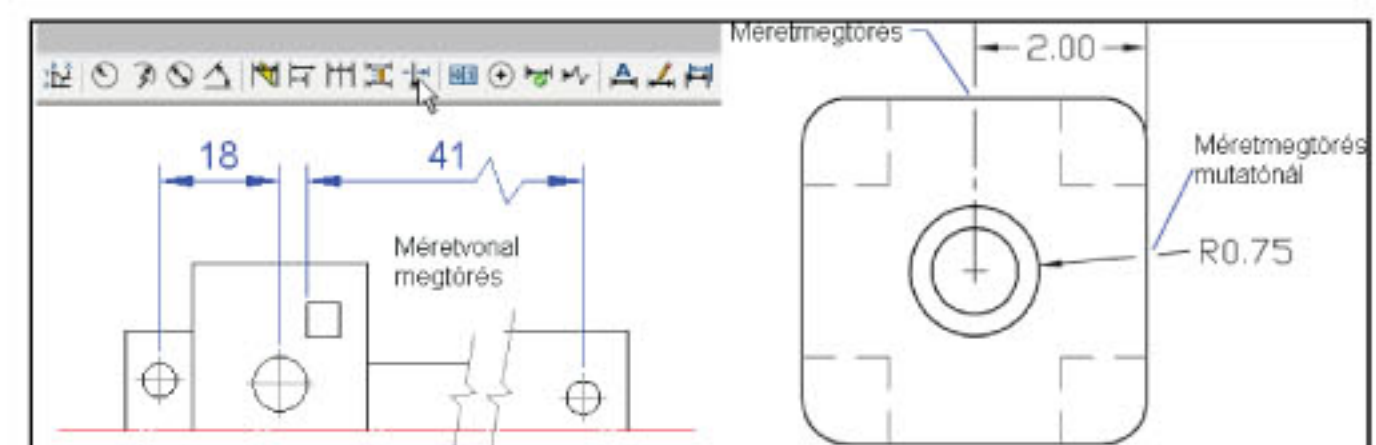 18
41
Méretvonal
megtörés
Méretmegtörés
2.00
Méretmegtörés
mutatónál
R0.75